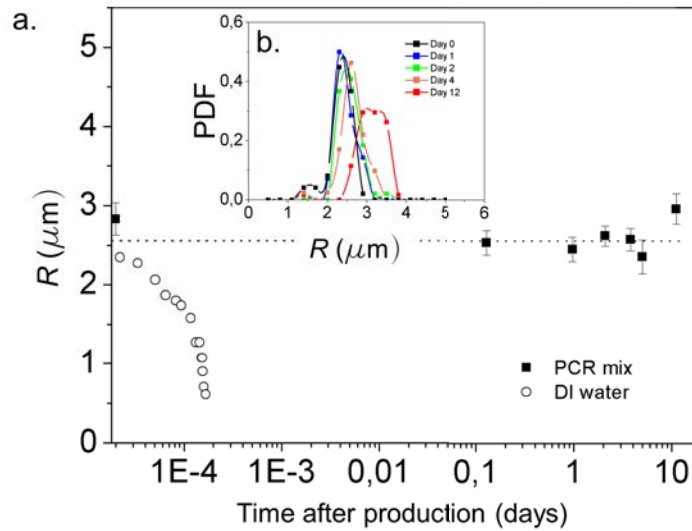 a.
b.
Day 0
Day 1
Day 2
Day 4
Day 12
PDF
0,6
0,4
0,2
0,0
0 1 2 3 4 5 6
R (μm)
R (μm)
5
4
3
2
1
0
PCR mix
DI water
1E-4 1E-3 0,01 0,1 1 10
Time after production (days)